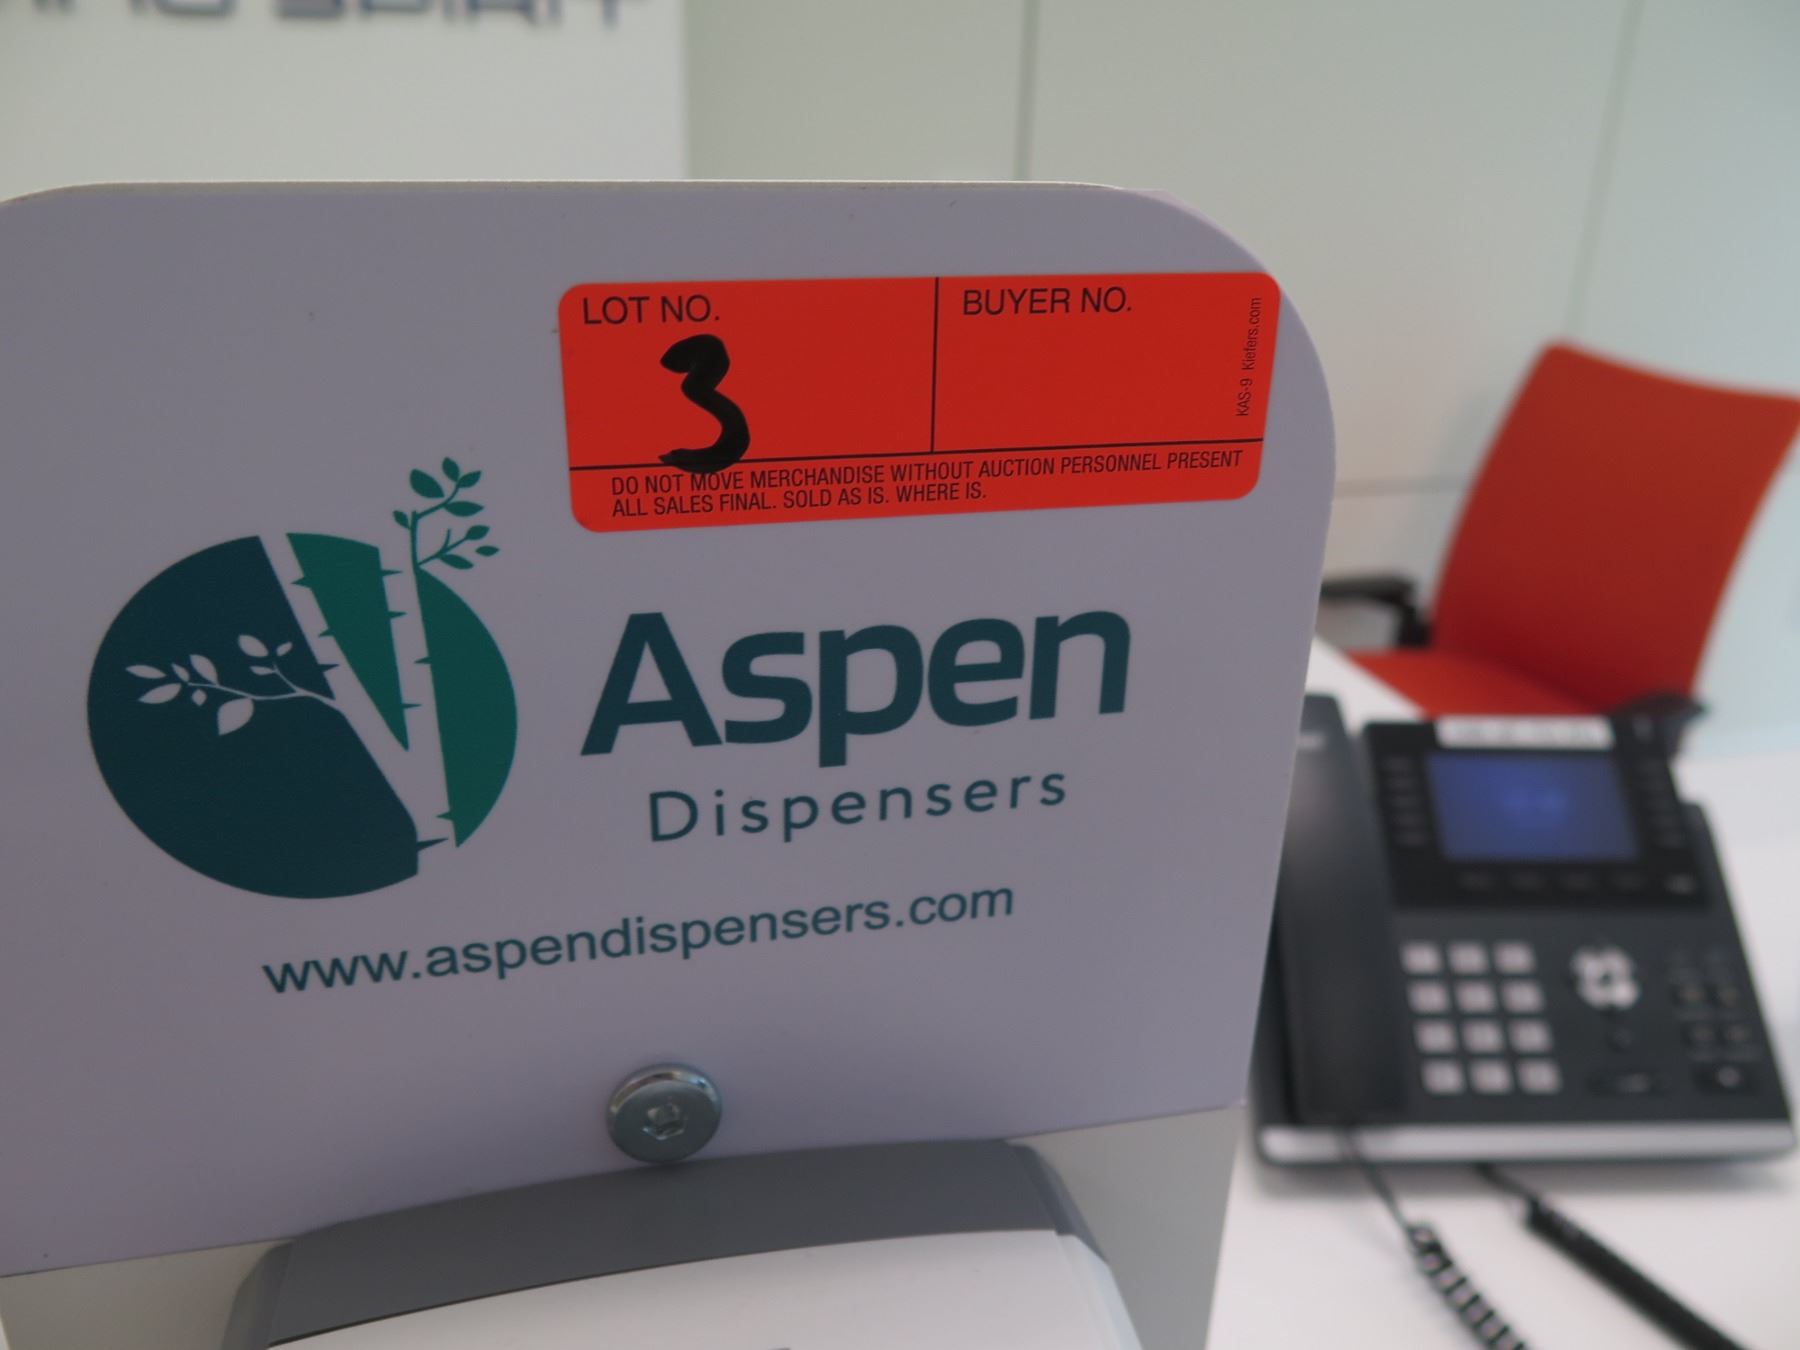 LOT NO.
BUYER NO.
3
KAS-9 Kiefers.com
DO NOT MOVE MERCHANDISE WITHOUT AUCTION PERSONNEL PRESENT
ALL SALES FINAL. SOLD AS IS. WHERE IS.
Aspen
Dispensers
www.aspendispensers.com